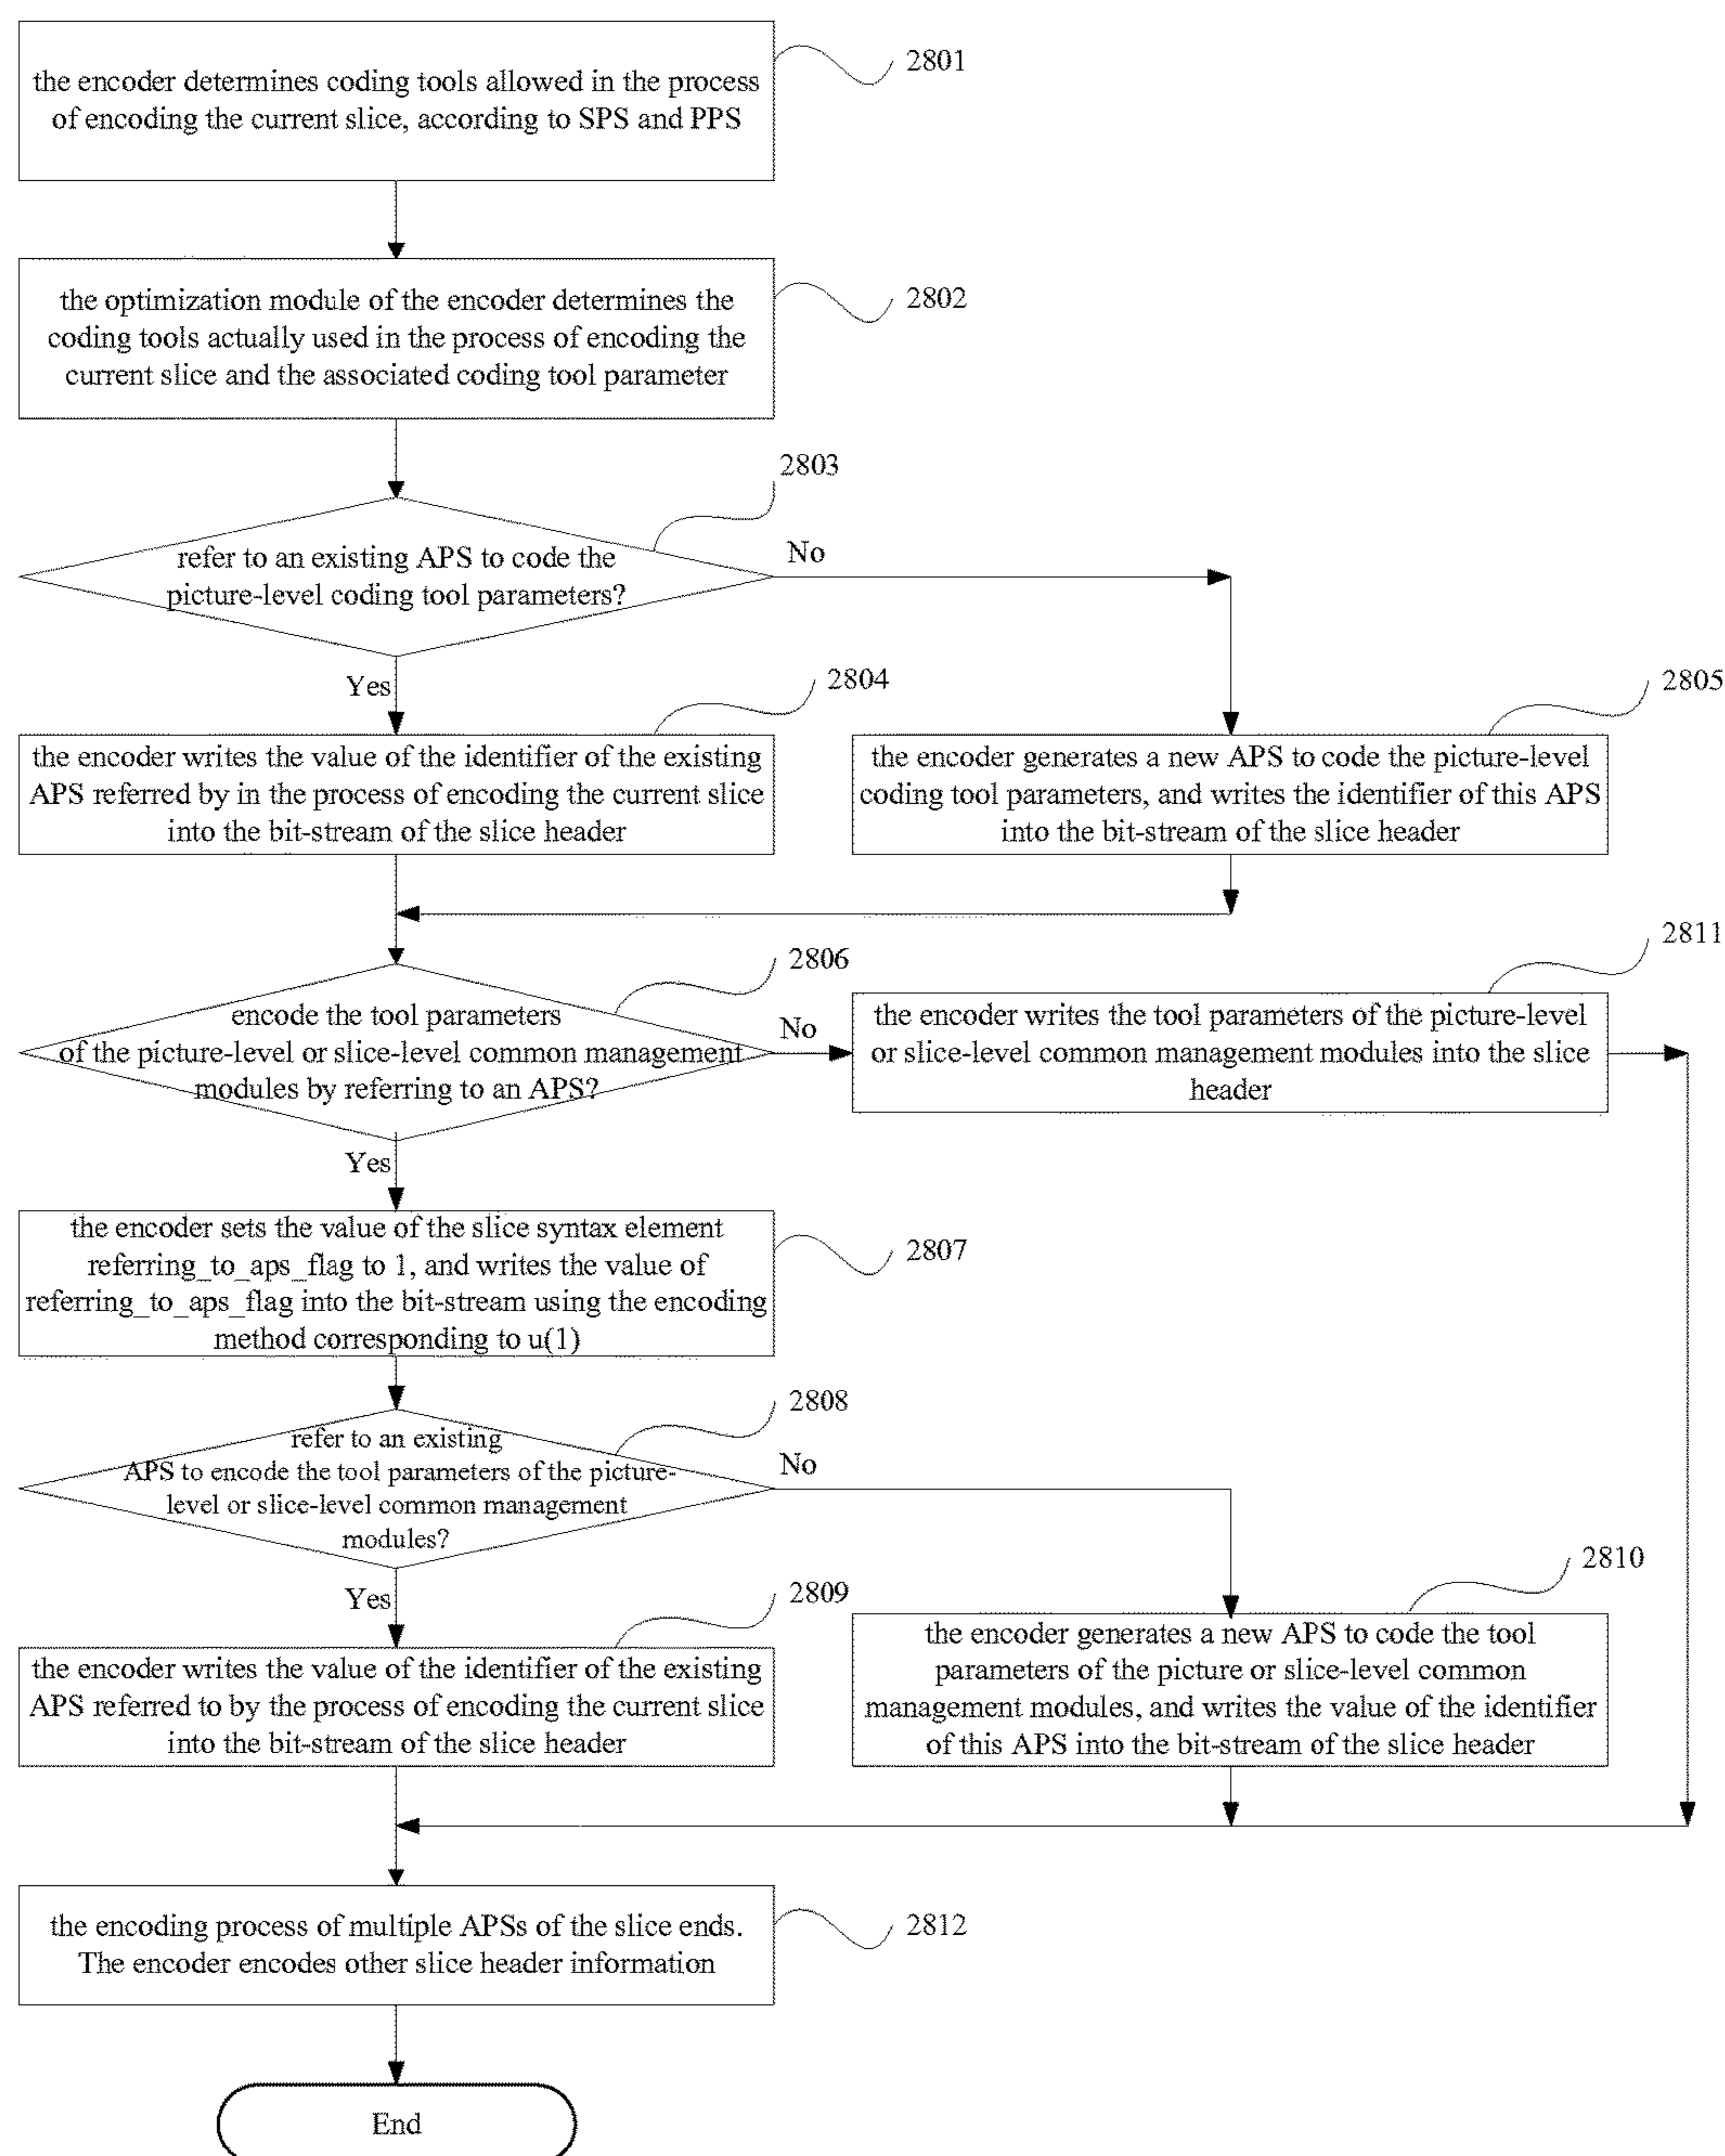 the encoder determines coding tools allowed in the process
of encoding the current slice, according to SPS and PPS
2801
the optimization module of the encoder determines the
coding tools actually used in the process of encoding the
current slice and the associated coding tool parameter
2802
2803
refer to an existing APS to code the
picture-level coding tool parameters?
No
Yes
2804
2805
the encoder writes the value of the identifier of the existing
APS referred by in the process of encoding the current slice
into the bit-stream of the slice header
the encoder generates a new APS to code the picture-level
coding tool parameters, and writes the identifier of this APS
into the bit-stream of the slice header
2806
2811
encode the tool parameters
of the picture-level or slice-level common management
modules by referring to an APS?
No
the encoder writes the tool parameters of the picture-level
or slice-level common management modules into the slice
header
Yes
the encoder sets the value of the slice syntax element
referring_to_aps_flag to 1, and writes the value of
referring_to_aps_flag into the bit-stream using the encoding
method corresponding to u(1)
2807
2808
refer to an existing
APS to encode the tool parameters of the picture-
level or slice-level common management
modules?
No
Yes
2809
2810
the encoder writes the value of the identifier of the existing
APS referred to by the process of encoding the current slice
into the bit-stream of the slice header
the encoder generates a new APS to code the tool
parameters of the picture or slice-level common
management modules, and writes the value of the identifier
of this APS into the bit-stream of the slice header
the encoding process of multiple APSs of the slice ends.
The encoder encodes other slice header information
2812
End